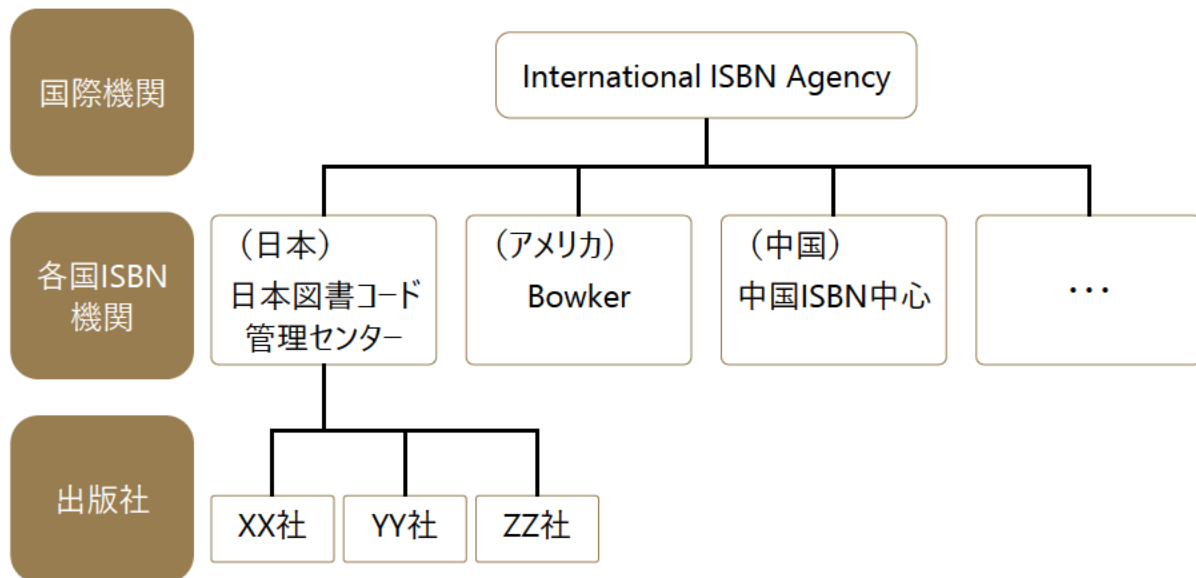 国際機関
International ISBN Agency
各国ISBN
機関
（日本）
日本図書コード
管理センター
（アメリカ）
Bowker
（中国）
中国ISBN中心
･･･
出版社
XX社
YY社
ZZ社